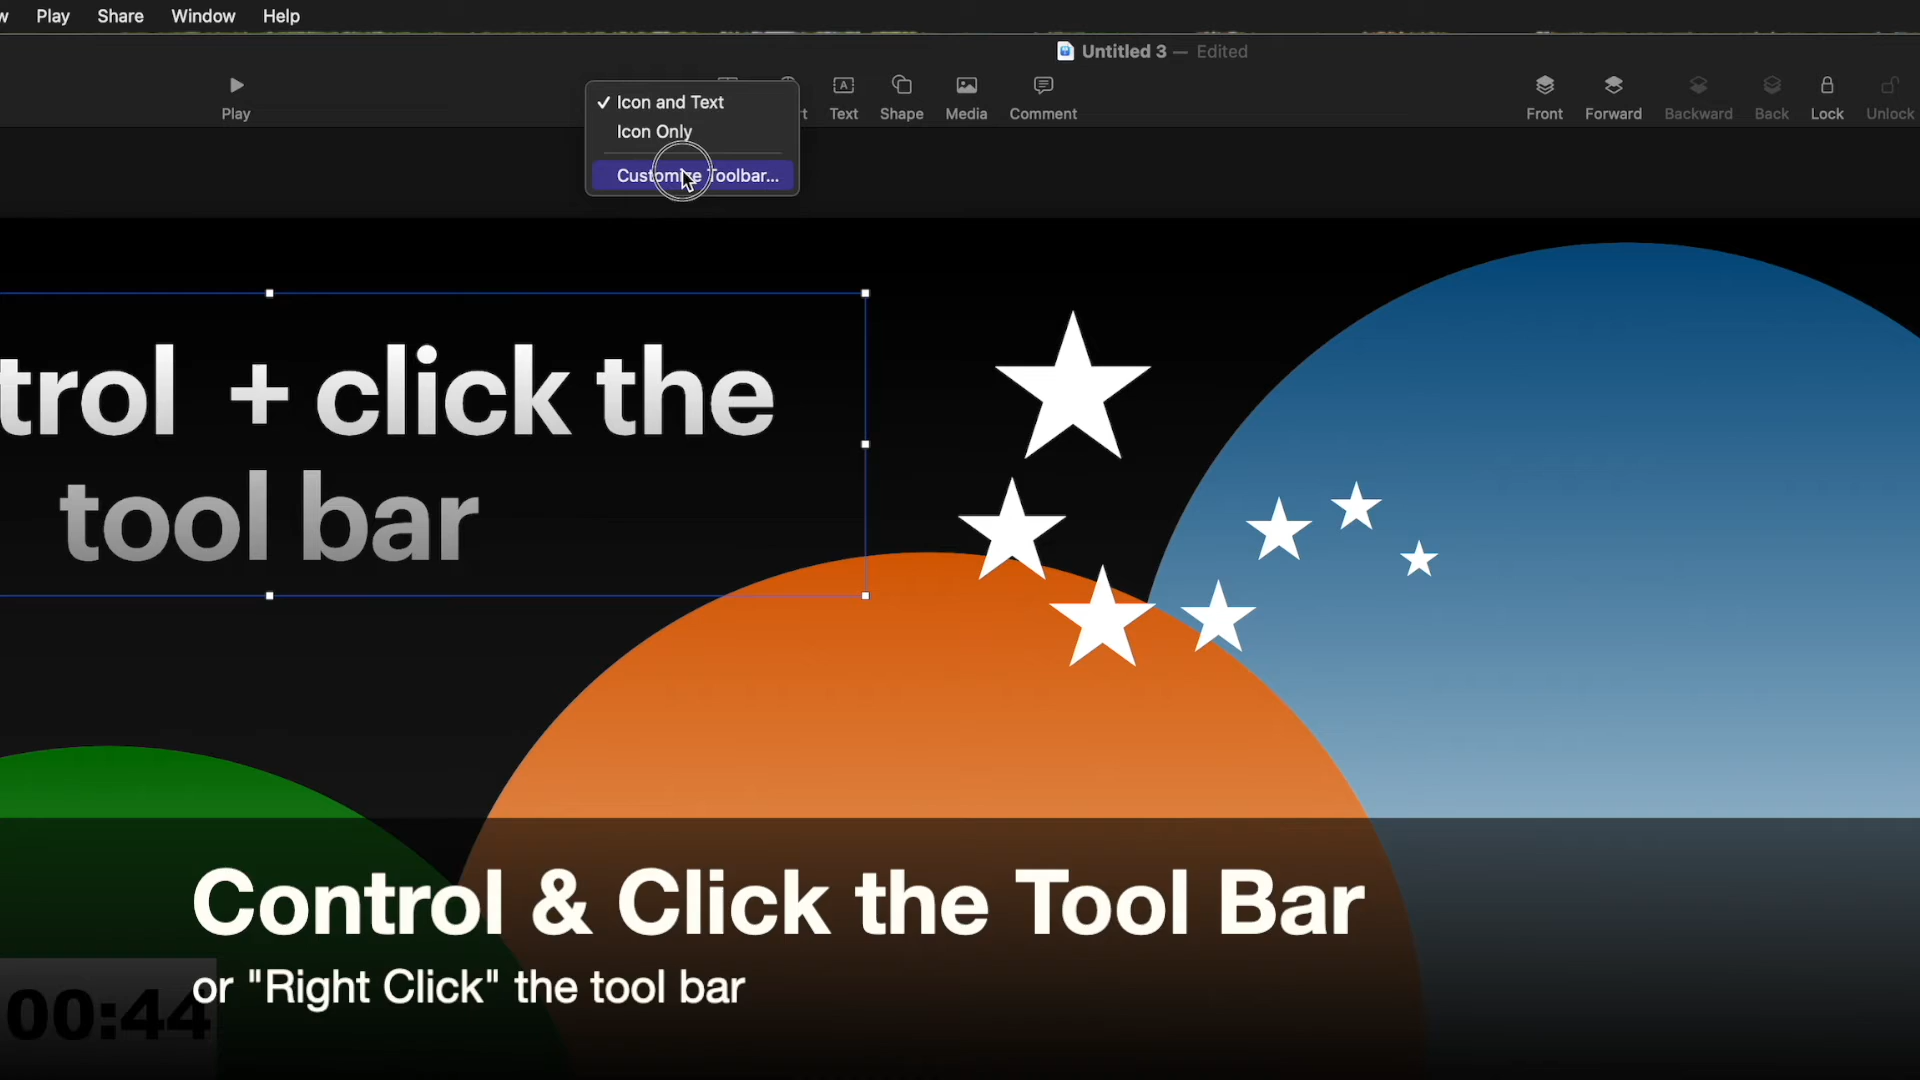 Play Share Window Help
Untitled 3 — Edited
Play
Text Shape Media Comment
Front Forward Backward Back Lock Unlock
✓ Icon and Text
Icon Only
Customize Toolbar...
trol + click the
tool bar
Control & Click the Tool Bar
or "Right Click" the tool bar
00:44